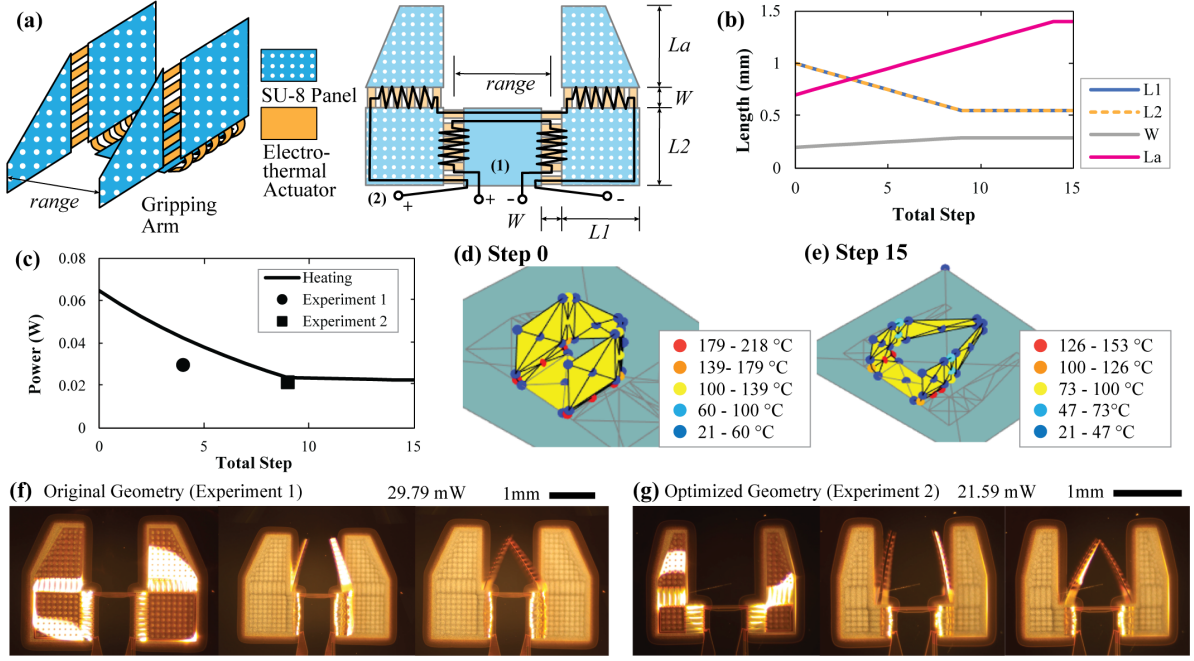 (a)
SU-8 Panel
Electro-
thermal
Actuator
range
Gripping
Arm
La
range
W
L2
(1)
(2)
+
+
-
-
W
L1
(b)
Length (mm)
1.5
1
0.5
0
0
5
10
15
Total Step
L1
L2
W
La
(c)
Power (W)
0.08
0.06
0.04
0.02
0
0
5
10
15
Total Step
Heating
Experiment 1
Experiment 2
(d) Step 0
179 - 218 °C
139- 179 °C
100 - 139 °C
60 - 100 °C
21 - 60 °C
(e) Step 15
126 - 153 °C
100 - 126 °C
73 - 100 °C
47 - 73°C
21 - 47 °C
(f) Original Geometry (Experiment 1) 29.79 mW 1mm
(g) Optimized Geometry (Experiment 2) 21.59 mW 1mm